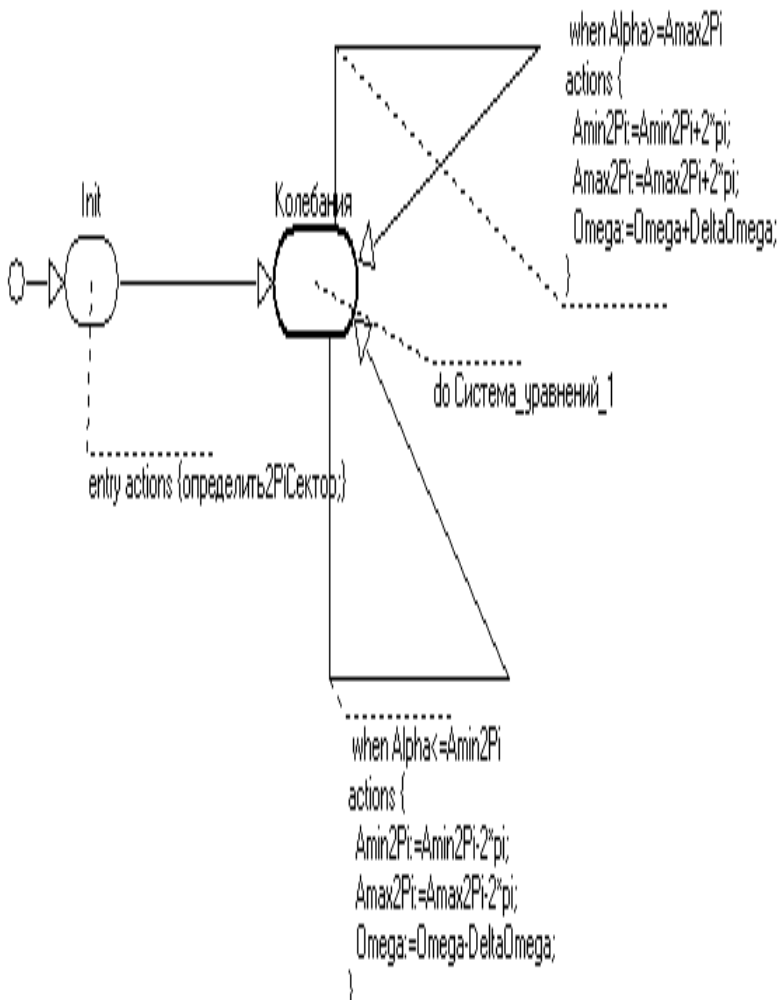 when Alpha>=Amax2Pi
actions {
Amin2Pi:=Amin2Pi+2*pi;
Amax2Pi:=Amax2Pi+2*pi;
Omega:=Omega+DeltaOmega;
}
Init
Колебания
do Система_уравнений_1
entry actions {определить2PiСектор;}
when Alpha<=Amin2Pi
actions {
Amin2Pi:=Amin2Pi-2*pi;
Amax2Pi:=Amax2Pi-2*pi;
Omega:=Omega-DeltaOmega;
}